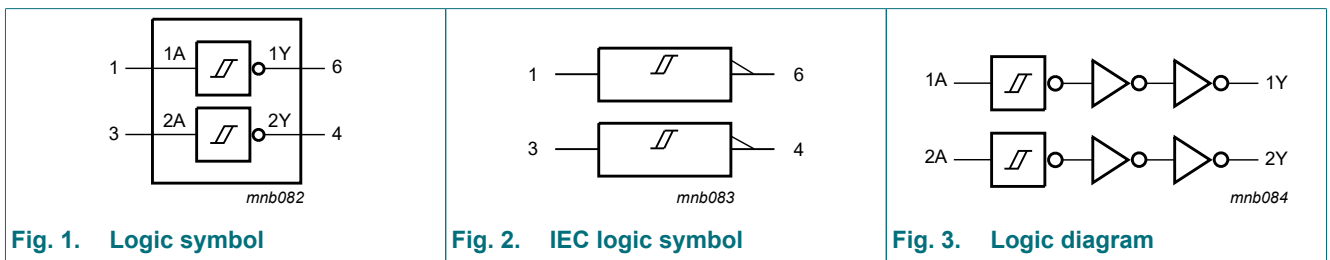 1A 1Y
1 6
2A 2Y
3 4
mnb082
Fig. 1. Logic symbol
1 6
3 4
mnb083
Fig. 2. IEC logic symbol
1A 1Y
2A 2Y
mnb084
Fig. 3. Logic diagram